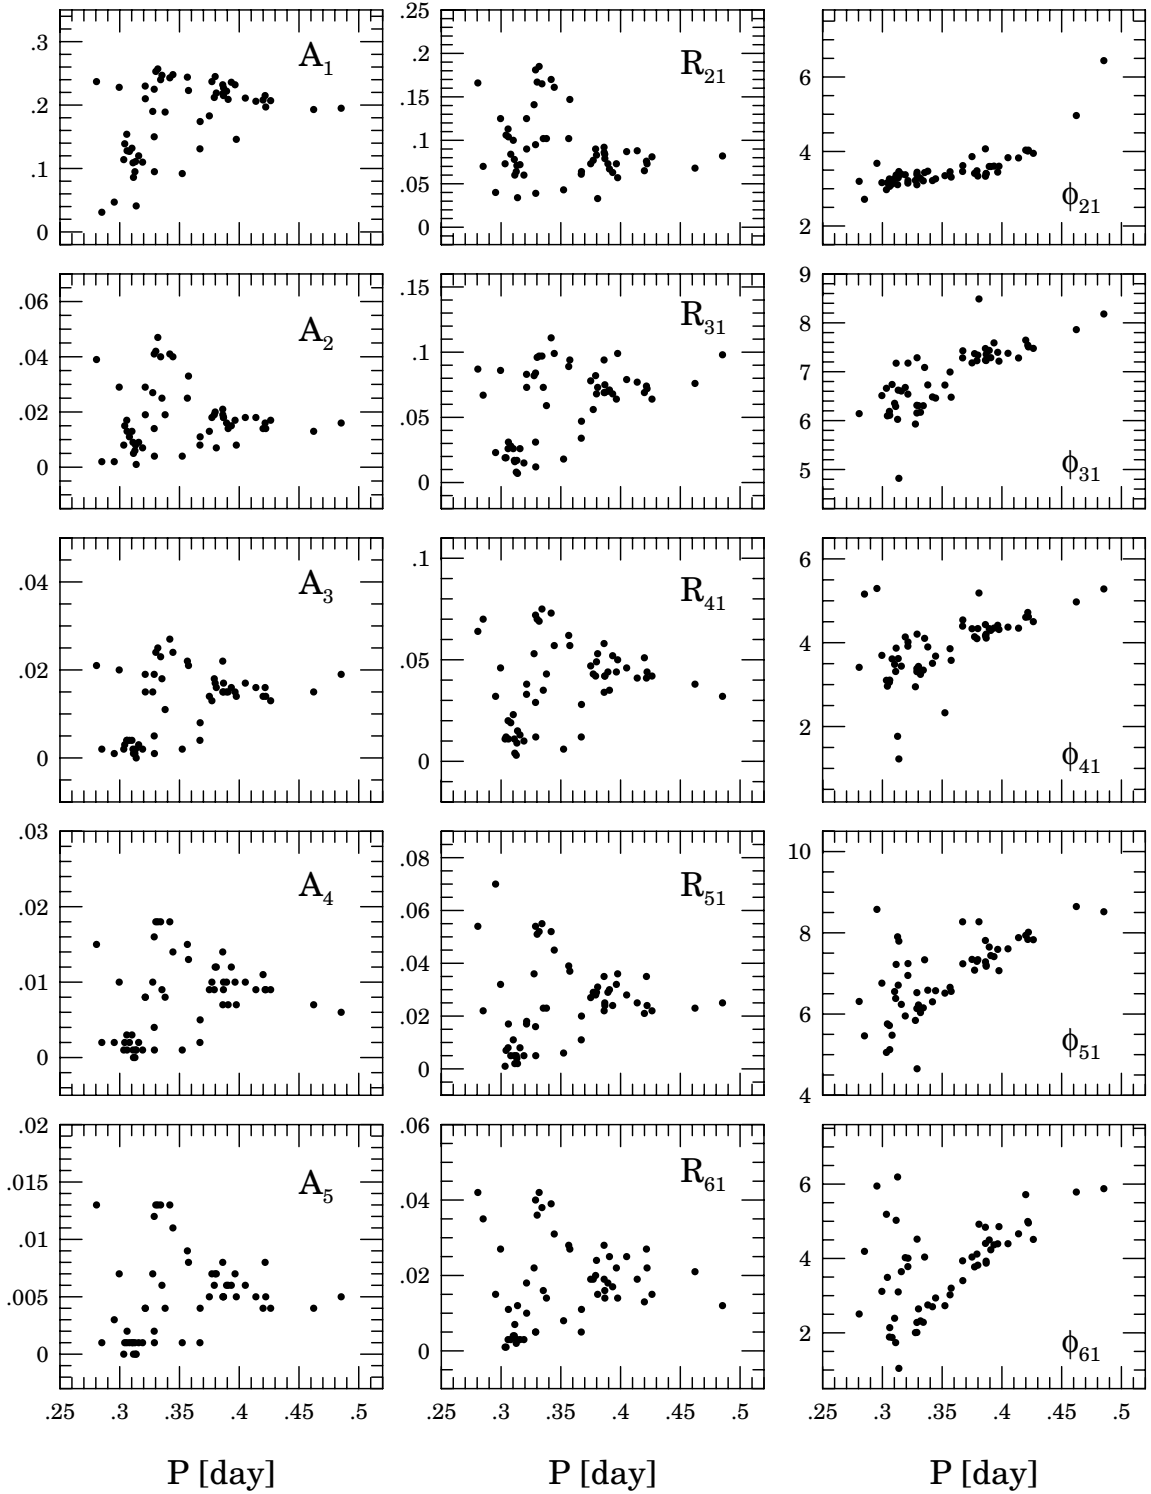 .25
.3 A₁ .2 R₂₁ 6
.2 .15 4
.1 .1
.05 ϕ₂₁
0 0 2
.06 A₂ .15 R₃₁ 9
8
.04 .1 7
.02 .05 6
0 0 5 ϕ₃₁
.04 A₃ .1 R₄₁ 6
.02 .05 4
2 ϕ₄₁
0 0
.03 .08 10
.02 A₄ .06 R₅₁ 8
.01 .04
.02 6 ϕ₅₁
0 0 4
.02 .06
.015 A₅ R₆₁ 6
.01 .04
.005 .02 4
0 0 2 ϕ₆₁
.25 .3 .35 .4 .45 .5 .25 .3 .35 .4 .45 .5 .25 .3 .35 .4 .45 .5
P [day] P [day] P [day]